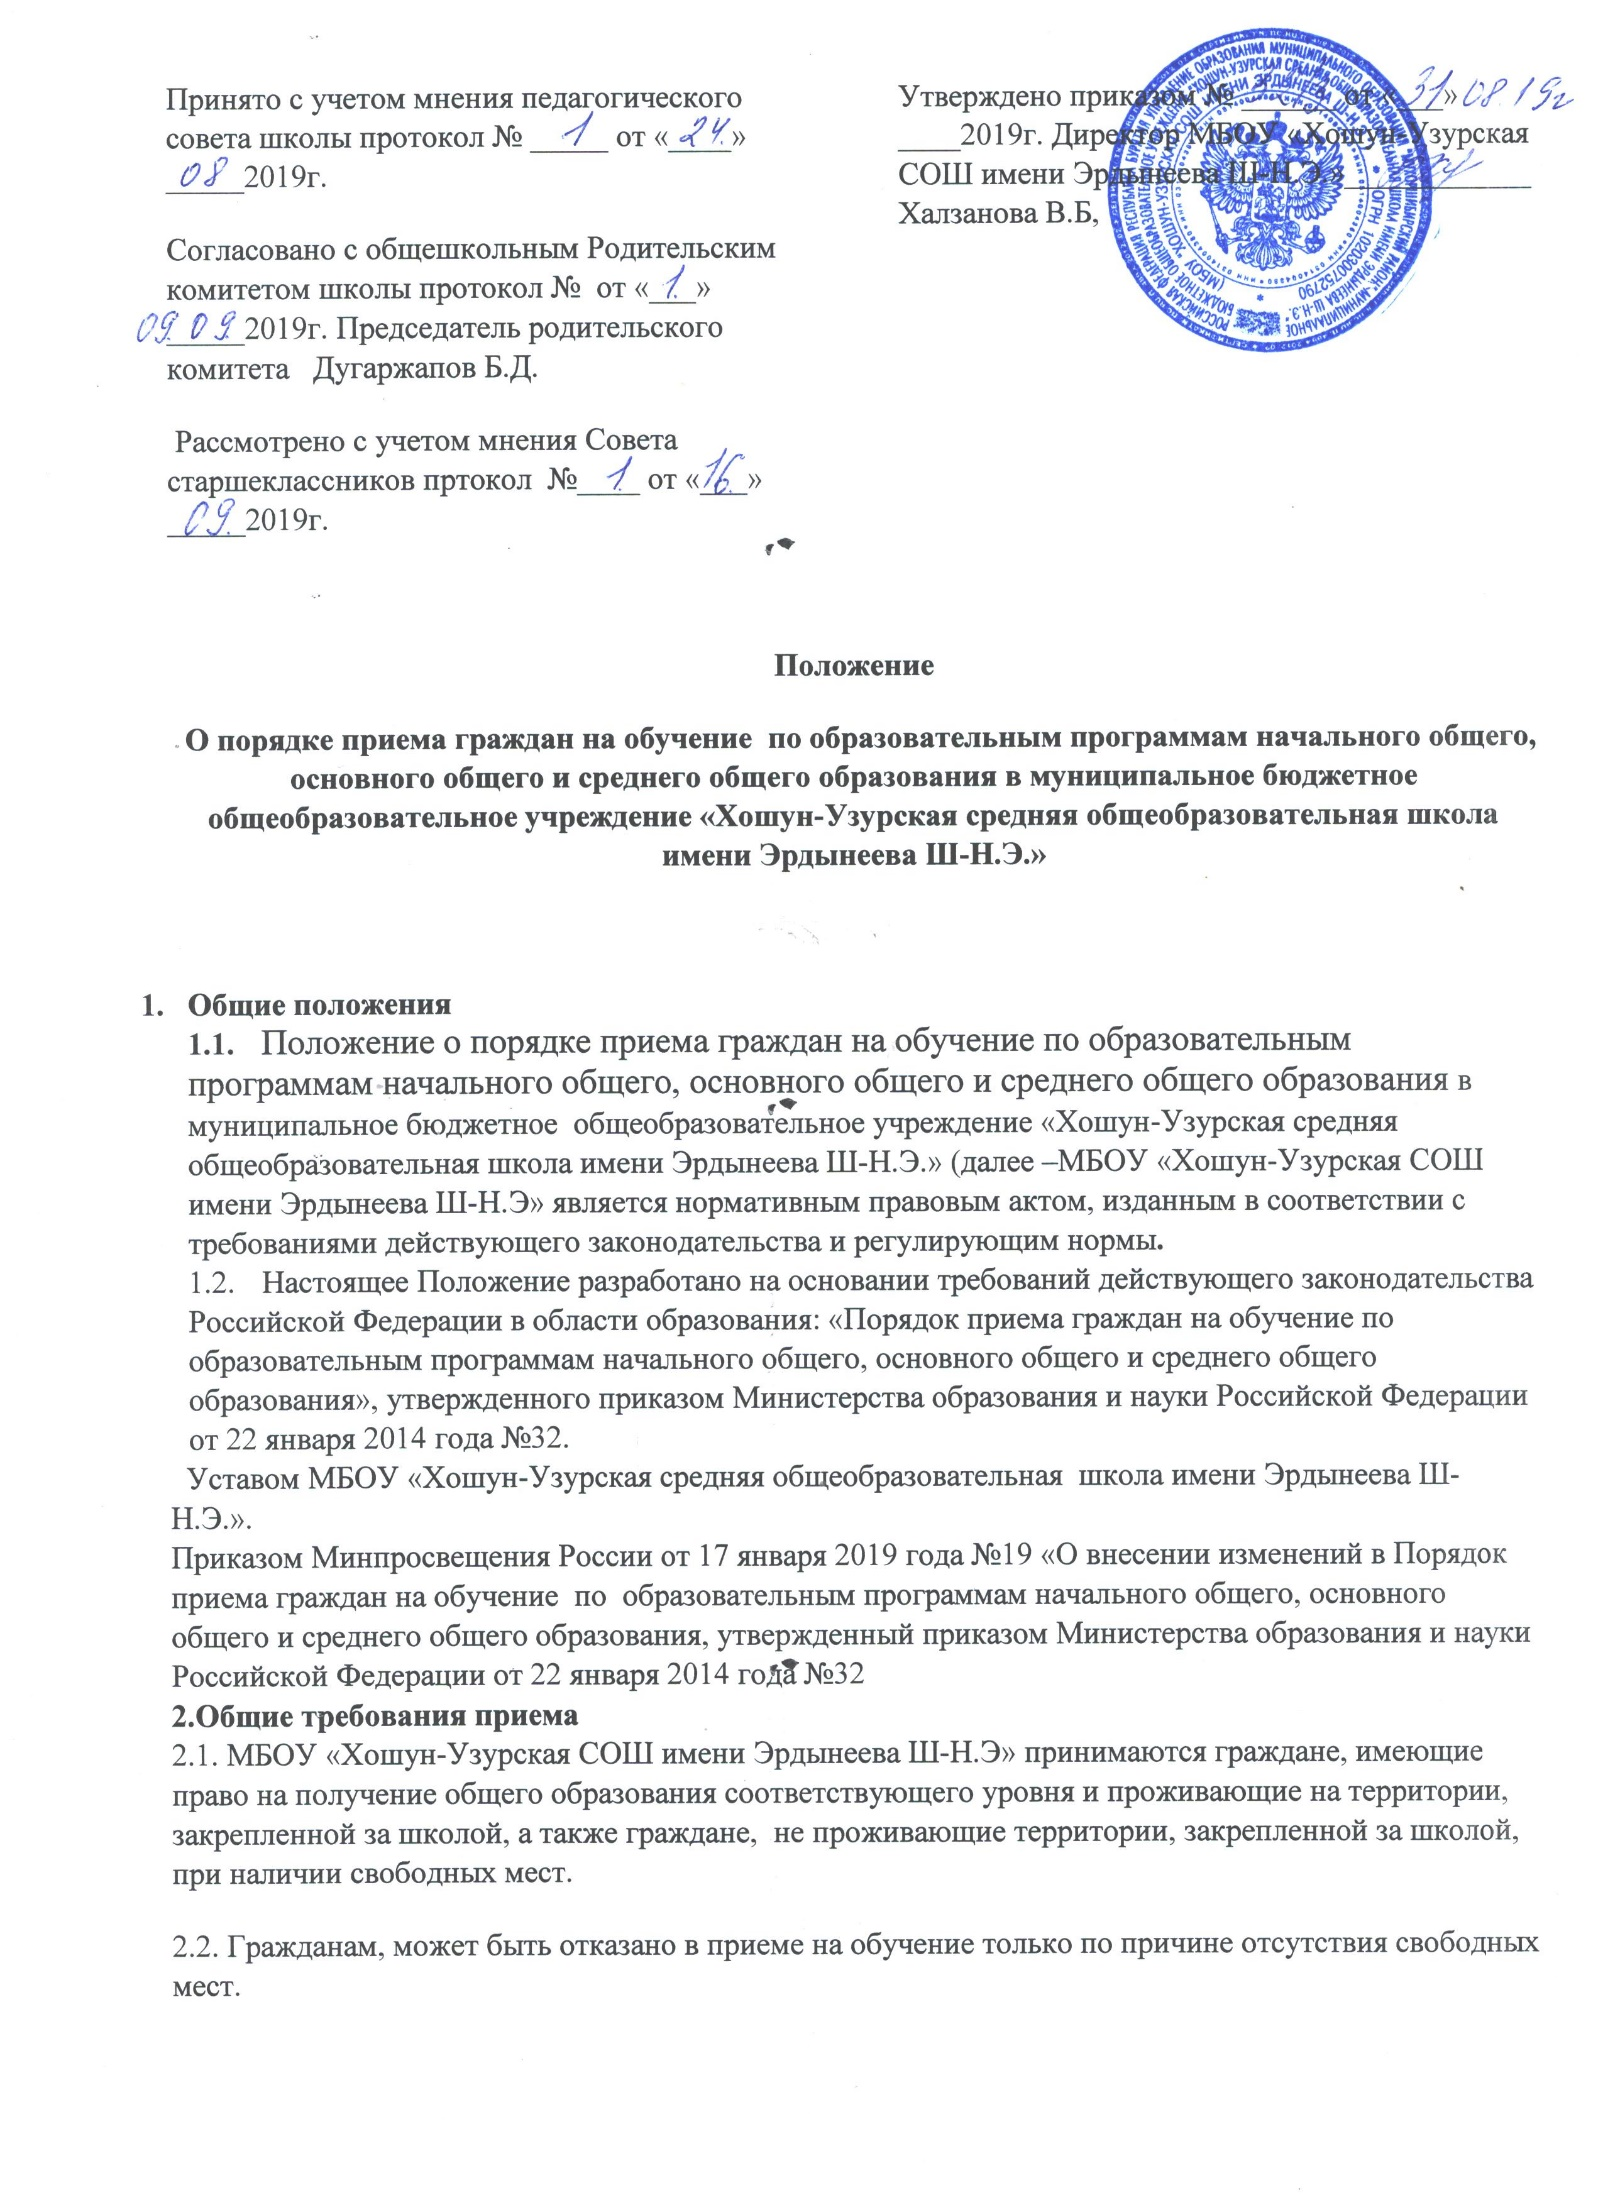 Принято с учетом мнения педагогического
совета школы протокол № 1 от «24.»
08 2019г.
Согласовано с общешкольным Родительским
комитетом школы протокол № от «1.»
09. 09. 2019г. Председатель родительского
комитета Дугаржапов Б.Д.
Рассмотрено с учетом мнения Совета
старшеклассников пртокол №1. от «16.»
09. 2019г.
Утверждено приказом № от «31» 08.19г
____2019г. Директор МБОУ «Хошун-Узурская
СОШ имени Эрдынеева Ш-Н.Э.»____________
Халзанова В.Б,
ОГРН 1020300752790
Положение
О порядке приема граждан на обучение по образовательным программам начального общего,
основного общего и среднего общего образования в муниципальное бюджетное
общеобразовательное учреждение «Хошун-Узурская средняя общеобразовательная школа
имени Эрдынеева Ш-Н.Э.»
1. Общие положения
1.1. Положение о порядке приема граждан на обучение по образовательным
программам начального общего, основного общего и среднего общего образования в
муниципальное бюджетное общеобразовательное учреждение «Хошун-Узурская средняя
общеобразовательная школа имени Эрдынеева Ш-Н.Э.» (далее –МБОУ «Хошун-Узурская СОШ
имени Эрдынеева Ш-Н.Э» является нормативным правовым актом, изданным в соответствии с
требованиями действующего законодательства и регулирующим нормы.
1.2. Настоящее Положение разработано на основании требований действующего законодательства
Российской Федерации в области образования: «Порядок приема граждан на обучение по
образовательным программам начального общего, основного общего и среднего общего
образования», утвержденного приказом Министерства образования и науки Российской Федерации
от 22 января 2014 года №32.
Уставом МБОУ «Хошун-Узурская средняя общеобразовательная школа имени Эрдынеева Ш-
Н.Э.».
Приказом Минпросвещения России от 17 января 2019 года №19 «О внесении изменений в Порядок
приема граждан на обучение по образовательным программам начального общего, основного
общего и среднего общего образования, утвержденный приказом Министерства образования и науки
Российской Федерации от 22 января 2014 года №32
2.Общие требования приема
2.1. МБОУ «Хошун-Узурская СОШ имени Эрдынеева Ш-Н.Э» принимаются граждане, имеющие
право на получение общего образования соответствующего уровня и проживающие на территории,
закрепленной за школой, а также граждане, не проживающие территории, закрепленной за школой,
при наличии свободных мест.
2.2. Гражданам, может быть отказано в приеме на обучение только по причине отсутствия свободных
мест.